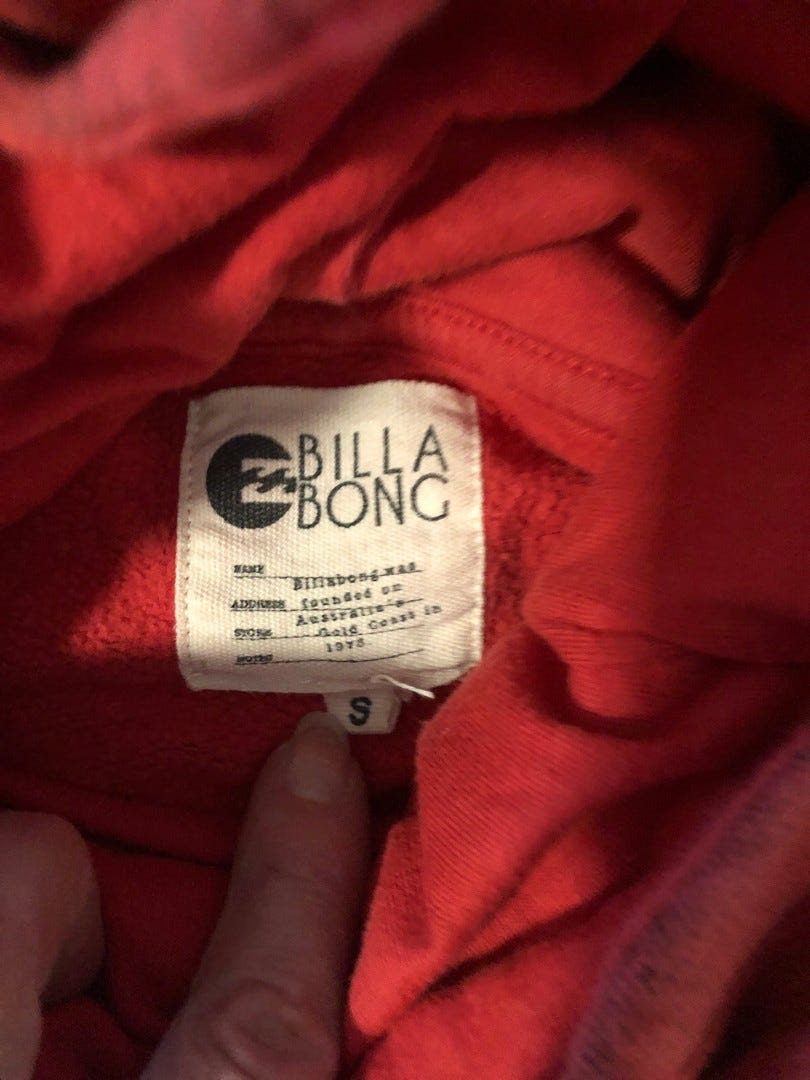 BILLA
BONG
NAME
Billabong was
ADDRESS
founded on
Australia's
STORE
Gold Coast in
NOTES
1973
S